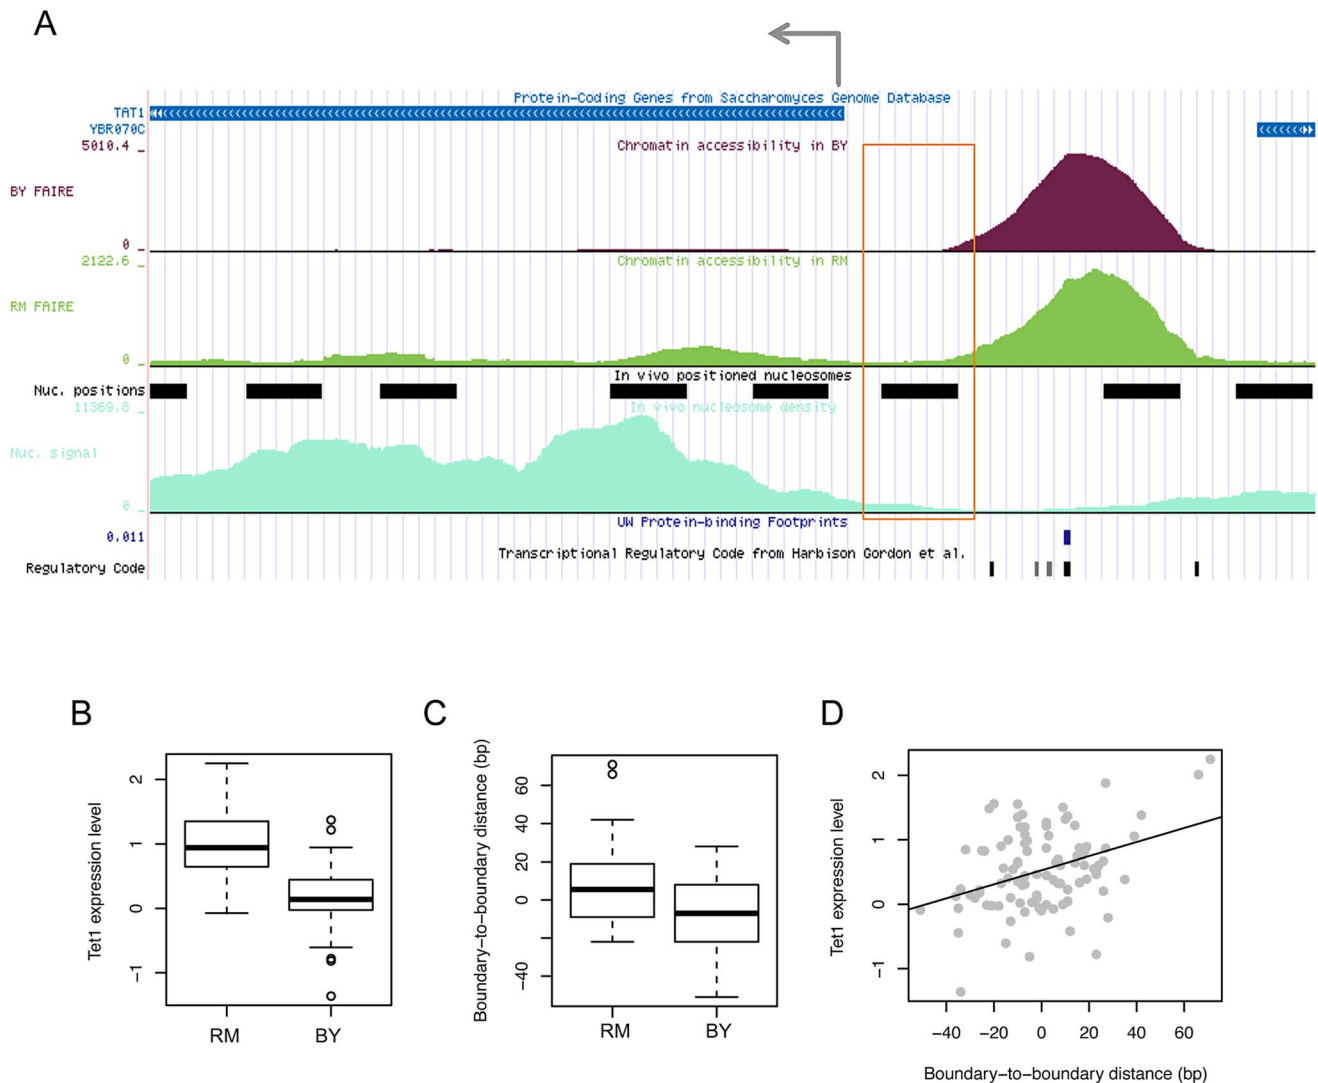 A
Protein-Coding Genes from Saccharomyces Genome Database
TAT1
YBR070C
5010.4
Chromatin accessibility in BY
BY FAIRE
0
2122.6
Chromatin accessibility in RM
RM FAIRE
0
In vivo positioned nucleosomes
Nuc. positions
11369.8
In vivo nucleosome density
Nuc. signal
0
UW Protein-binding Footprints
0.011
Transcriptional Regulatory Code from Harbison Gordon et al.
Regulatory Code
B
Tet1 expression level
2
1
0
−1
RM BY
C
Boundary−to−boundary distance (bp)
60
40
20
0
−40
RM BY
D
Tet1 expression level
2
1
0
−1
−40 −20 0 20 40 60
Boundary−to−boundary distance (bp)